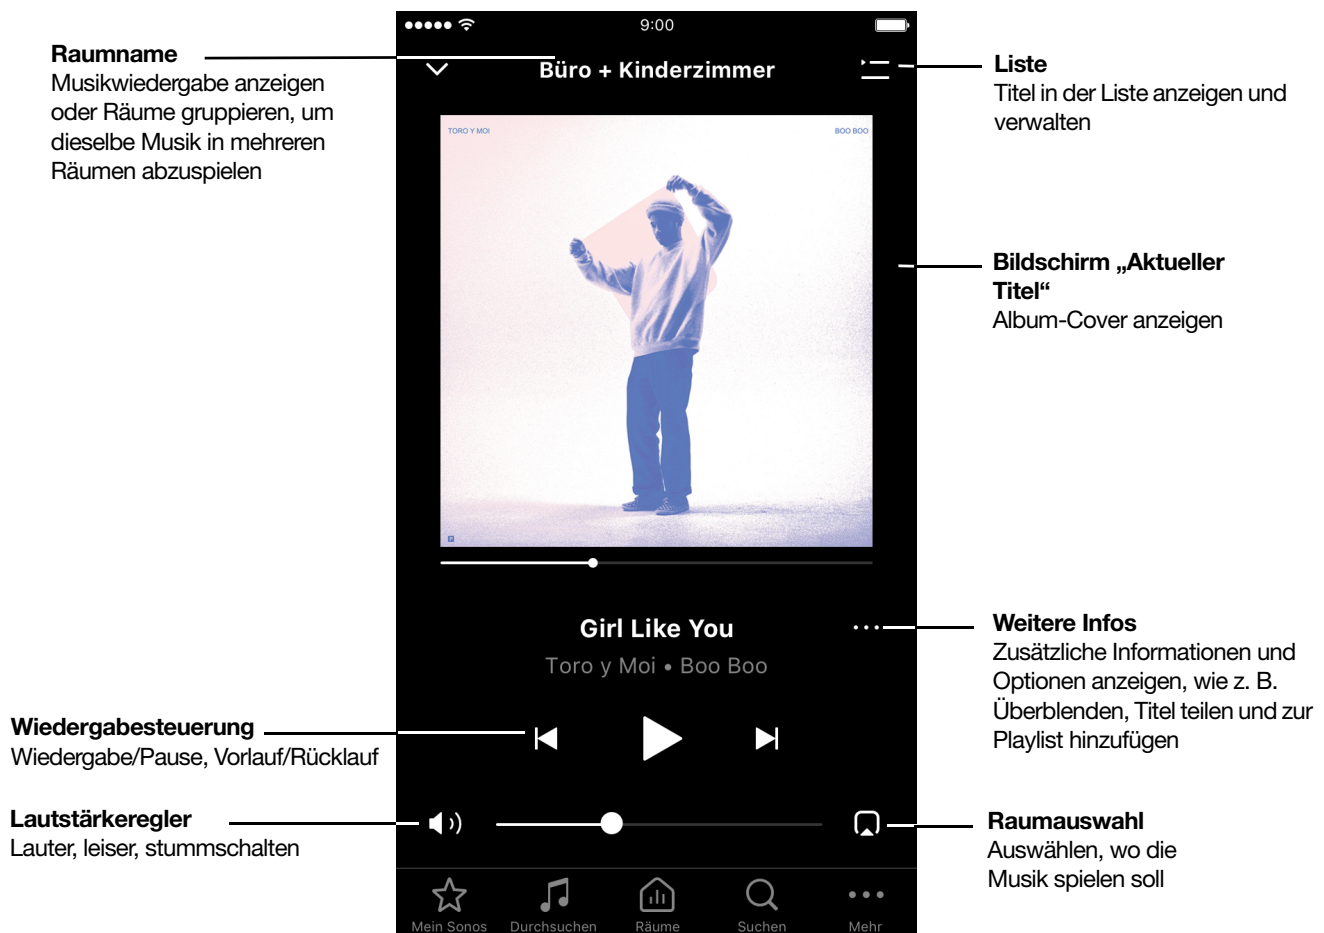 9:00
Raumname
Musikwiedergabe anzeigen
oder Räume gruppieren, um
dieselbe Musik in mehreren
Räumen abzuspielen
Büro + Kinderzimmer
Liste
Titel in der Liste anzeigen und
verwalten
TORO Y MOI
BOO BOO
Bildschirm „Aktueller
Titel“
Album-Cover anzeigen
Girl Like You
Toro y Moi • Boo Boo
Weitere Infos
Zusätzliche Informationen und
Optionen anzeigen, wie z. B.
Überblenden, Titel teilen und zur
Playlist hinzufügen
Wiedergabesteuerung
Wiedergabe/Pause, Vorlauf/Rücklauf
Lautstärkeregler
Lauter, leiser, stummschalten
Raumauswahl
Auswählen, wo die
Musik spielen soll
Mein Sonos Durchsuchen Räume Suchen Mehr